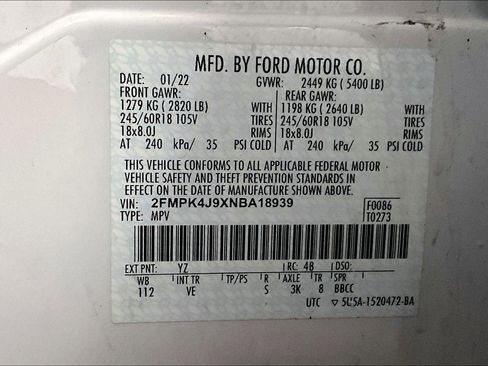 MFD. BY FORD MOTOR CO.
DATE: 01/22 GVWR: 2449 KG (5400 LB)
FRONT GAWR: REAR GAWR:
1279 KG (2820 LB) WITH 1198 KG (2640 LB) WITH
245/60R18 105V TIRES 245/60R18 105V TIRES
18x8.0J RIMS 18x8.0J RIMS
AT 240 kPa/ 35 PSI COLD AT 240 kPa/ 35 PSI COLD
THIS VEHICLE CONFORMS TO ALL APPLICABLE FEDERAL MOTOR
VEHICLE SAFETY AND THEFT PREVENTION STANDARDS IN
EFFECT ON THE DATE OF MANUFACTURE SHOWN ABOVE.
VIN: 2FMPK4J9XNBA18939 F0086
TYPE: MPV T0273
EXT PNT: YZ RC: 48 DSO:
WB INT TR TP/PS R AXLE TR SPR
112 VE S 3K 8 BBCC
UTC ▽ 5U5A-1520472-BA